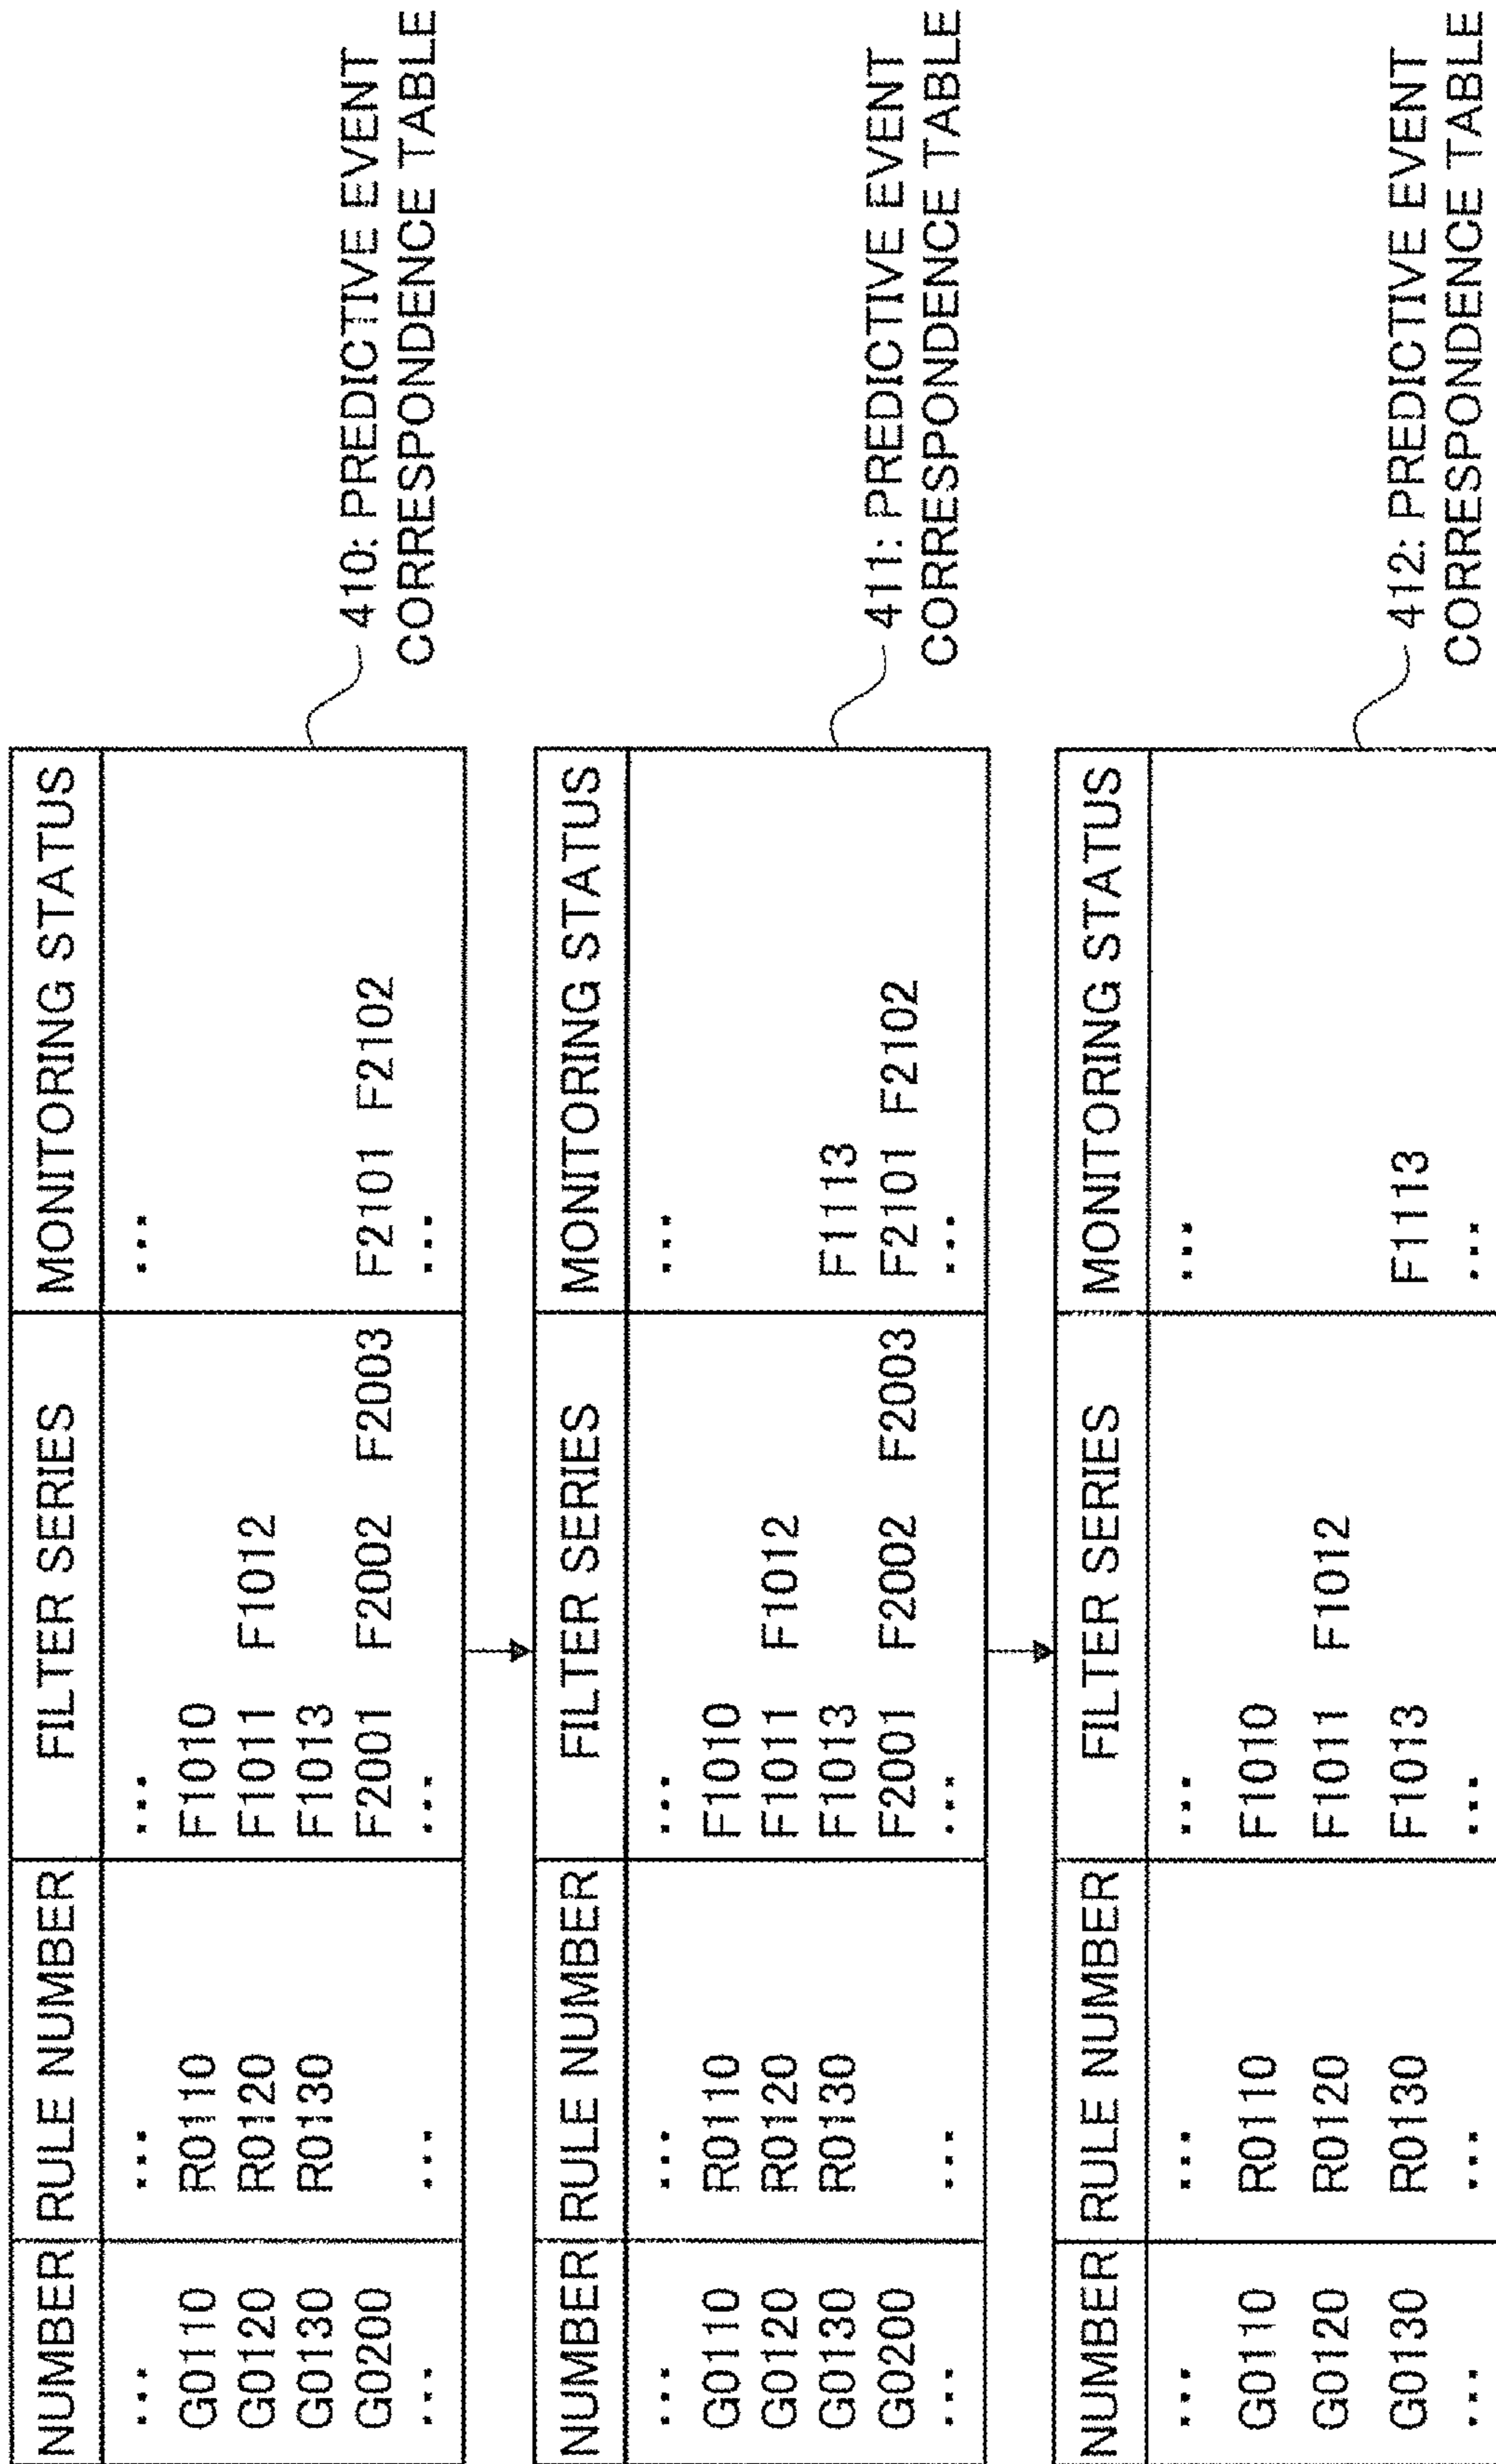 NUMBER RULE NUMBER FILTER SERIES MONITORING STATUS
... ... ... ...
G0110 R0110 F1010
G0120 R0120 F1011 F1012
G0130 R0130 F1013
G0200 F2001 F2002 F2003 F2101 F2102
... ... ... ...
410: PREDICTIVE EVENT
CORRESPONDENCE TABLE
NUMBER RULE NUMBER FILTER SERIES MONITORING STATUS
... ... ... ...
G0110 R0110 F1010
G0120 R0120 F1011 F1012
G0130 R0130 F1013 F1113
G0200 F2001 F2002 F2003 F2101 F2102
... ... ... ...
411: PREDICTIVE EVENT
CORRESPONDENCE TABLE
NUMBER RULE NUMBER FILTER SERIES MONITORING STATUS
... ... ... ...
G0110 R0110 F1010
G0120 R0120 F1011 F1012
G0130 R0130 F1013 F1113
... ... ... ...
412: PREDICTIVE EVENT
CORRESPONDENCE TABLE